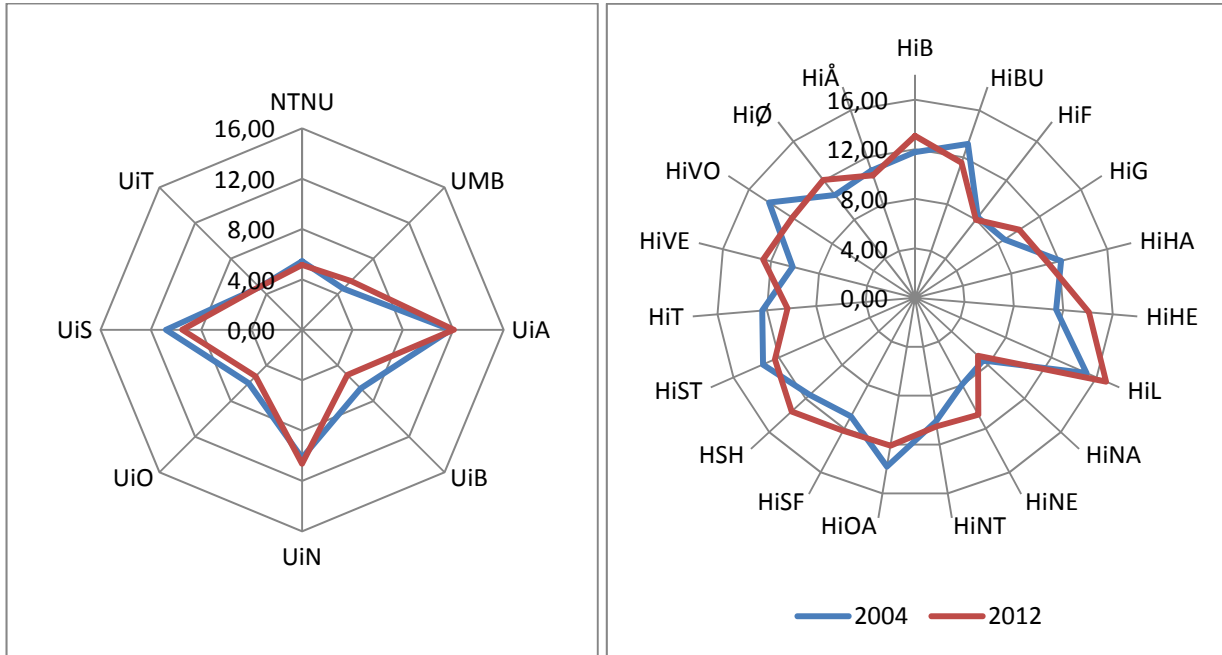 NTNU
UMB
UiA
UiB
UiN
UiO
UiS
UiT
16,00
12,00
8,00
4,00
0,00
HiB
HiBU
HiF
HiG
HiHA
HiHE
HiL
HiNA
HiNE
HiNT
HiOA
HiSF
HSH
HiST
HiT
HiVE
HiVO
HiØ
HiÅ
16,00
12,00
8,00
4,00
0,00
2004
2012